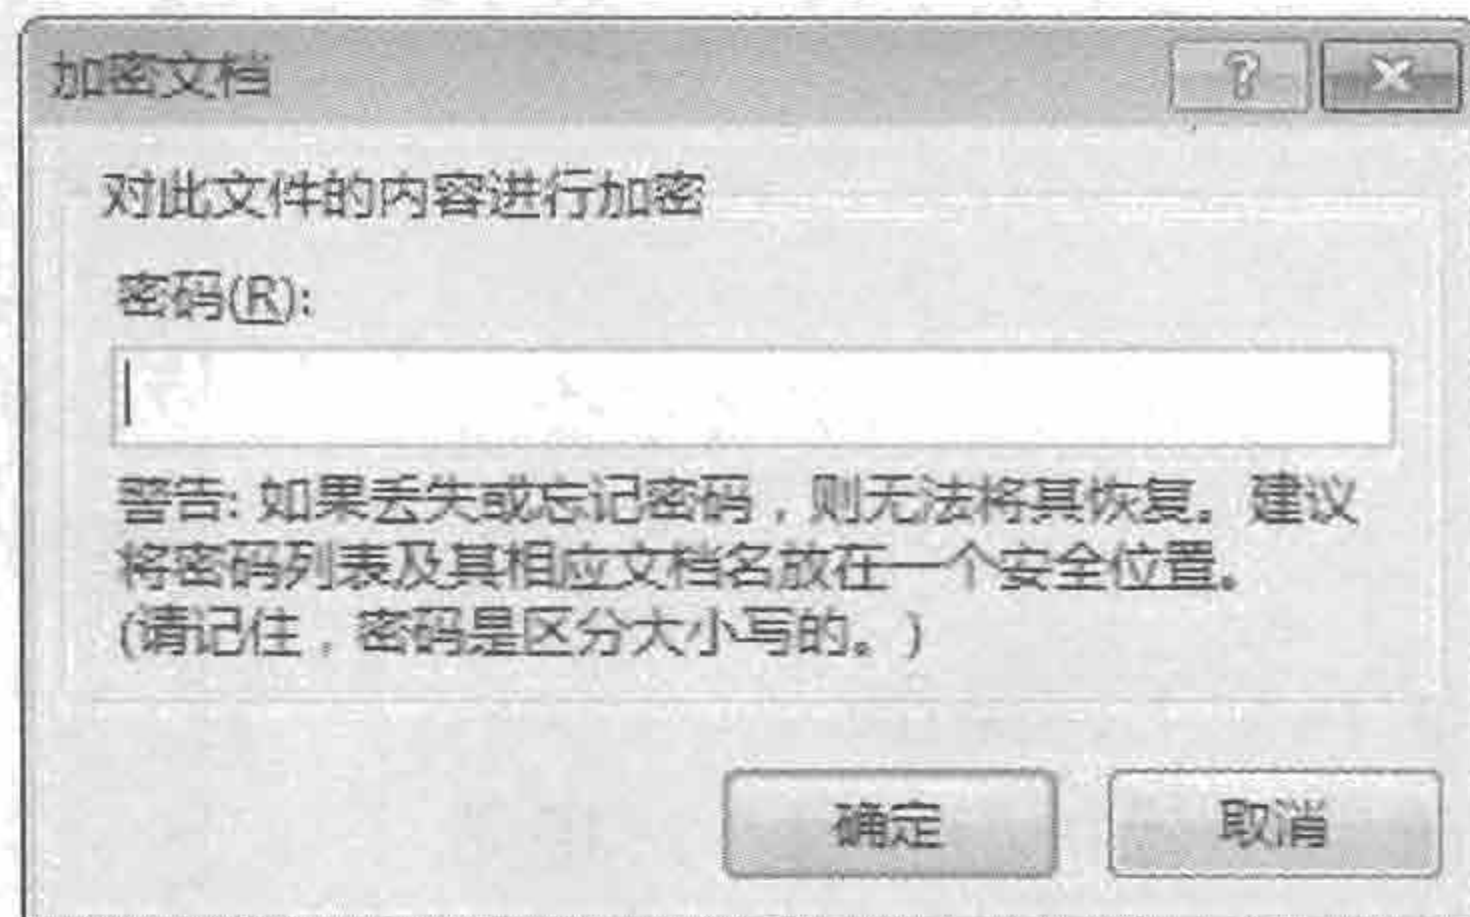 加密文档
对此文件的内容进行加密
密码(R):
警告: 如果丢失或忘记密码，则无法将其恢复。建议
将密码列表及其相应文档名放在一个安全位置。
(请记住，密码是区分大小写的。)
确定 取消